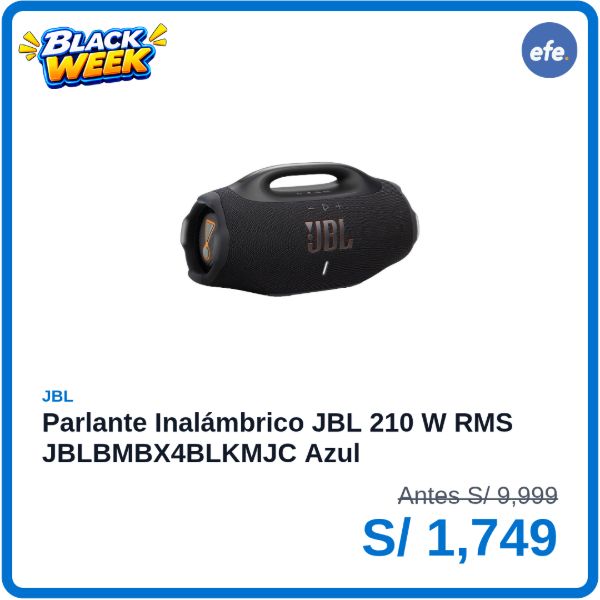 BLACK
WEEK
efe.
JBL
JBL
Parlante Inalámbrico JBL 210 W RMS
JBLBMBX4BLKMJC Azul
Antes S/ 9,999
S/ 1,749